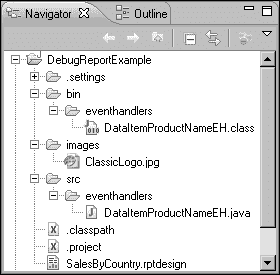 Navigator Outline
DebugReportExample
.settings
bin
eventhandlers
DataItemProductNameEH.class
images
ClassicLogo.jpg
src
eventhandlers
DataItemProductNameEH.java
.classpath
.project
SalesByCountry.rptdesign